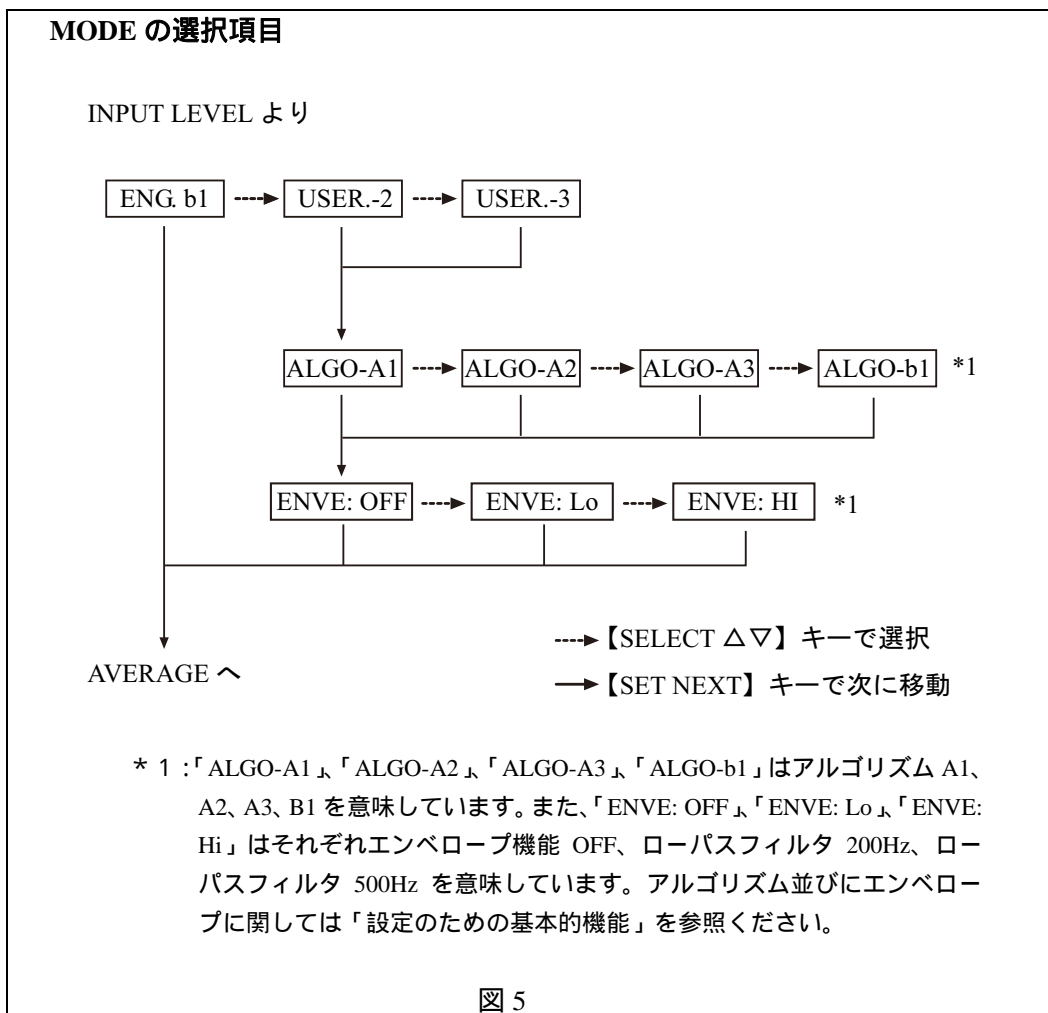 MODE の選択項目
INPUT LEVEL より
ENG. b1 USER.-2 USER.-3
ALGO-A1 ALGO-A2 ALGO-A3 ALGO-b1 *1
ENVE: OFF ENVE: Lo ENVE: HI *1
【SELECT △▽】キーで選択
AVERAGE へ
【SET NEXT】キーで次に移動
* 1 :「ALGO-A1」、「ALGO-A2」、「ALGO-A3」、「ALGO-b1」はアルゴリズム A1、
A2、A3、B1 を意味しています。また、「ENVE: OFF」、「ENVE: Lo」、「ENVE:
Hi」はそれぞれエンベロープ機能 OFF、ローパスフィルタ 200Hz、ロー
パスフィルタ 500Hz を意味しています。アルゴリズム並びにエンベロー
プに関しては「設定のための基本的機能」を参照ください。
図 5